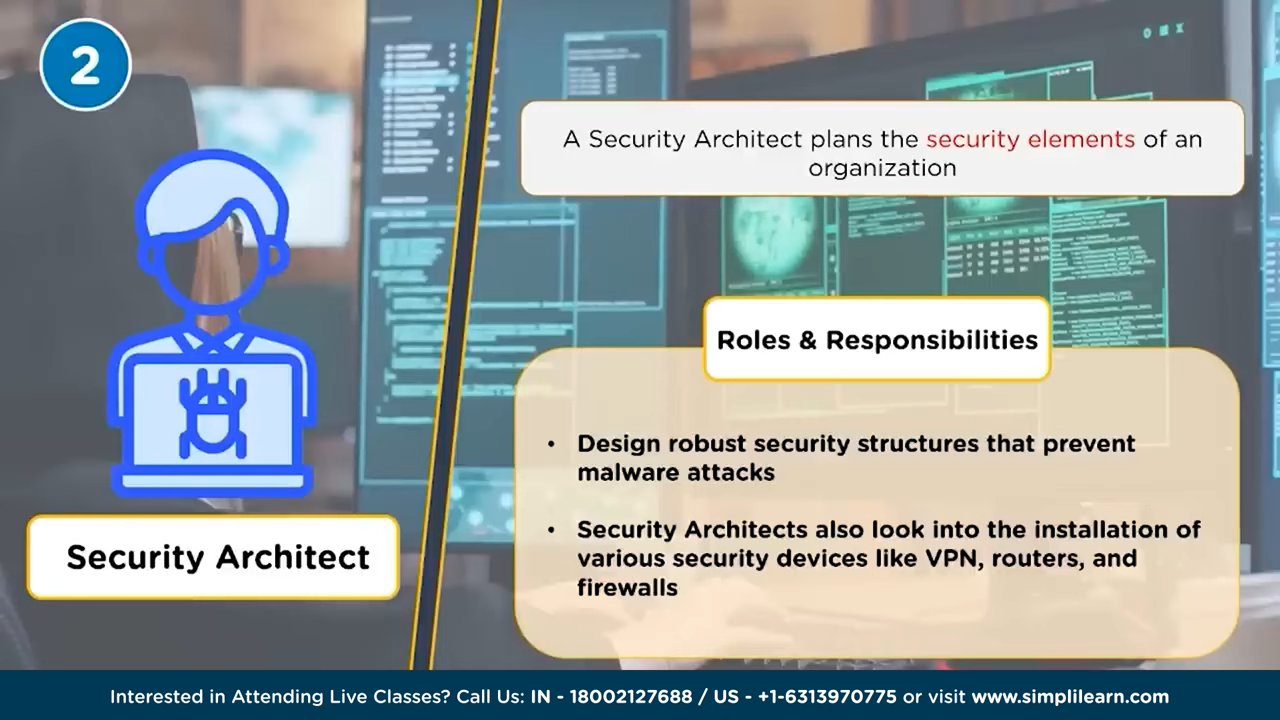 2
A Security Architect plans the security elements of an
organization
Roles & Responsibilities
• Design robust security structures that prevent
malware attacks
• Security Architects also look into the installation of
various security devices like VPN, routers, and
firewalls
Security Architect
Interested in Attending Live Classes? Call Us: IN - 18002127688 / US - +1-6313970775 or visit www.simplilearn.com